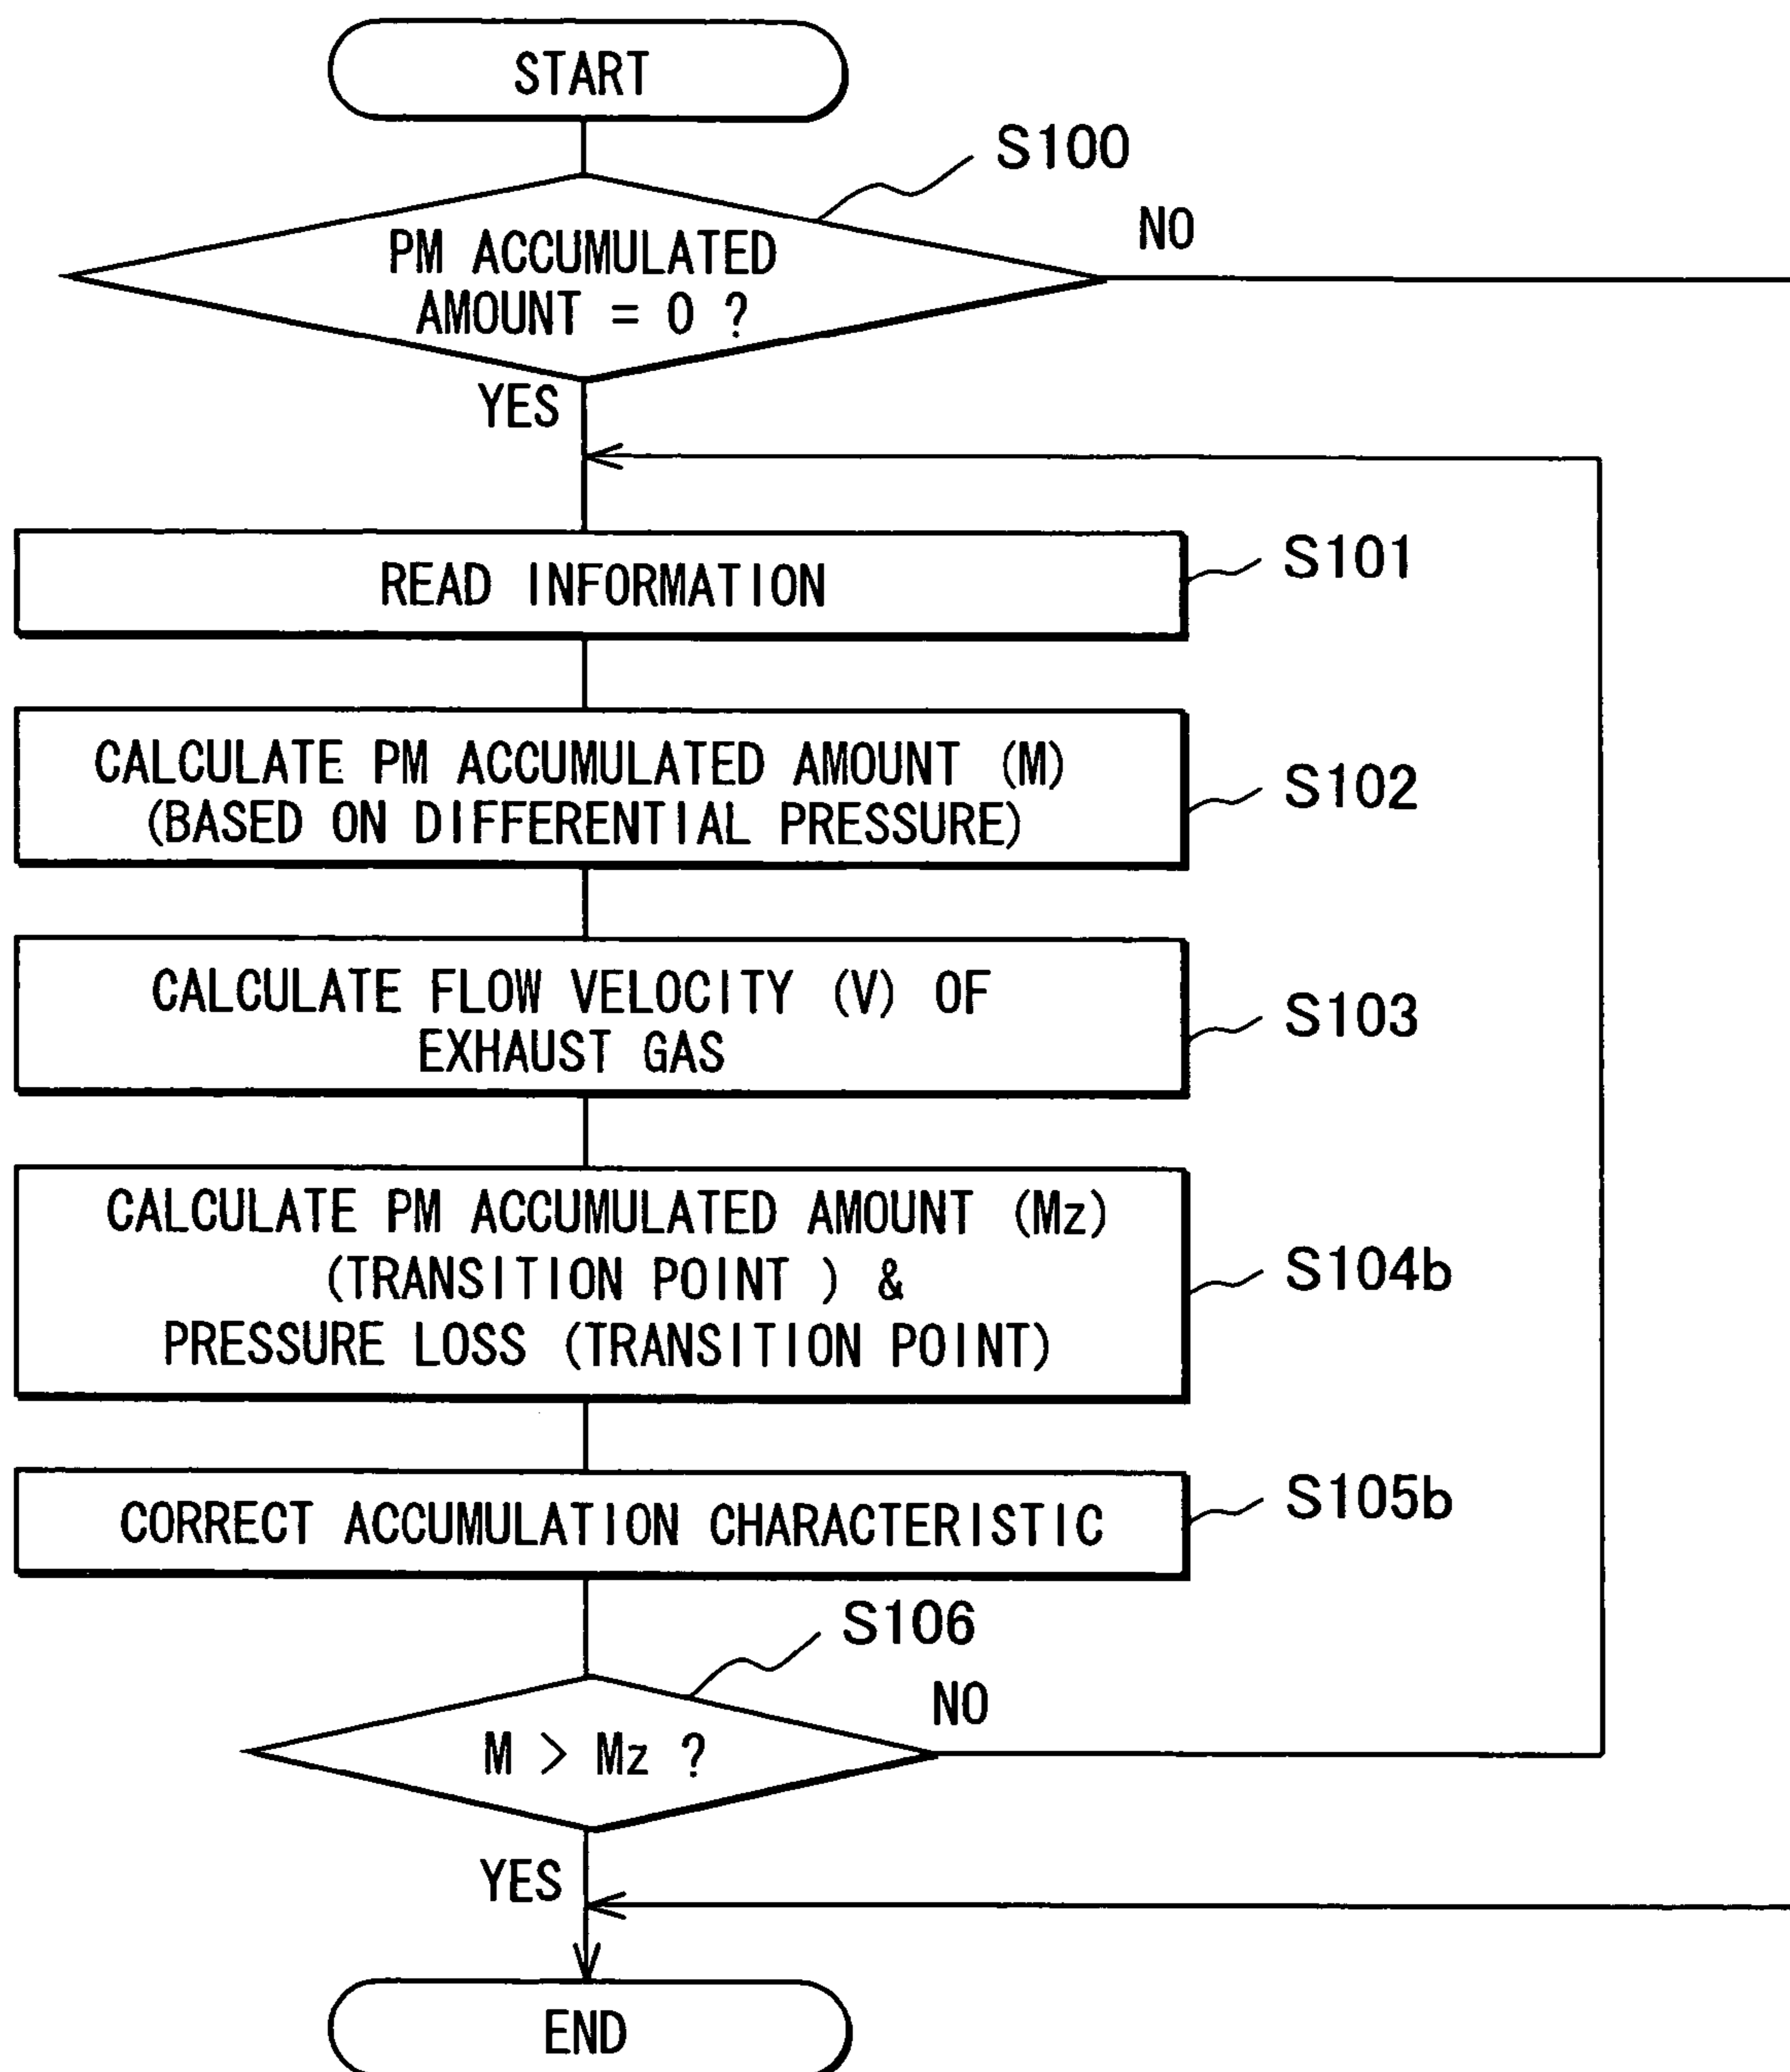 START
S100
NO
PM ACCUMULATED
AMOUNT = 0 ?
YES
READ INFORMATION
S101
CALCULATE PM ACCUMULATED AMOUNT (M)
(BASED ON DIFFERENTIAL PRESSURE)
S102
CALCULATE FLOW VELOCITY (V) OF
EXHAUST GAS
S103
CALCULATE PM ACCUMULATED AMOUNT (Mz)
(TRANSITION POINT ) &
PRESSURE LOSS (TRANSITION POINT)
S104b
CORRECT ACCUMULATION CHARACTERISTIC
S105b
S106
NO
M > Mz ?
YES
END